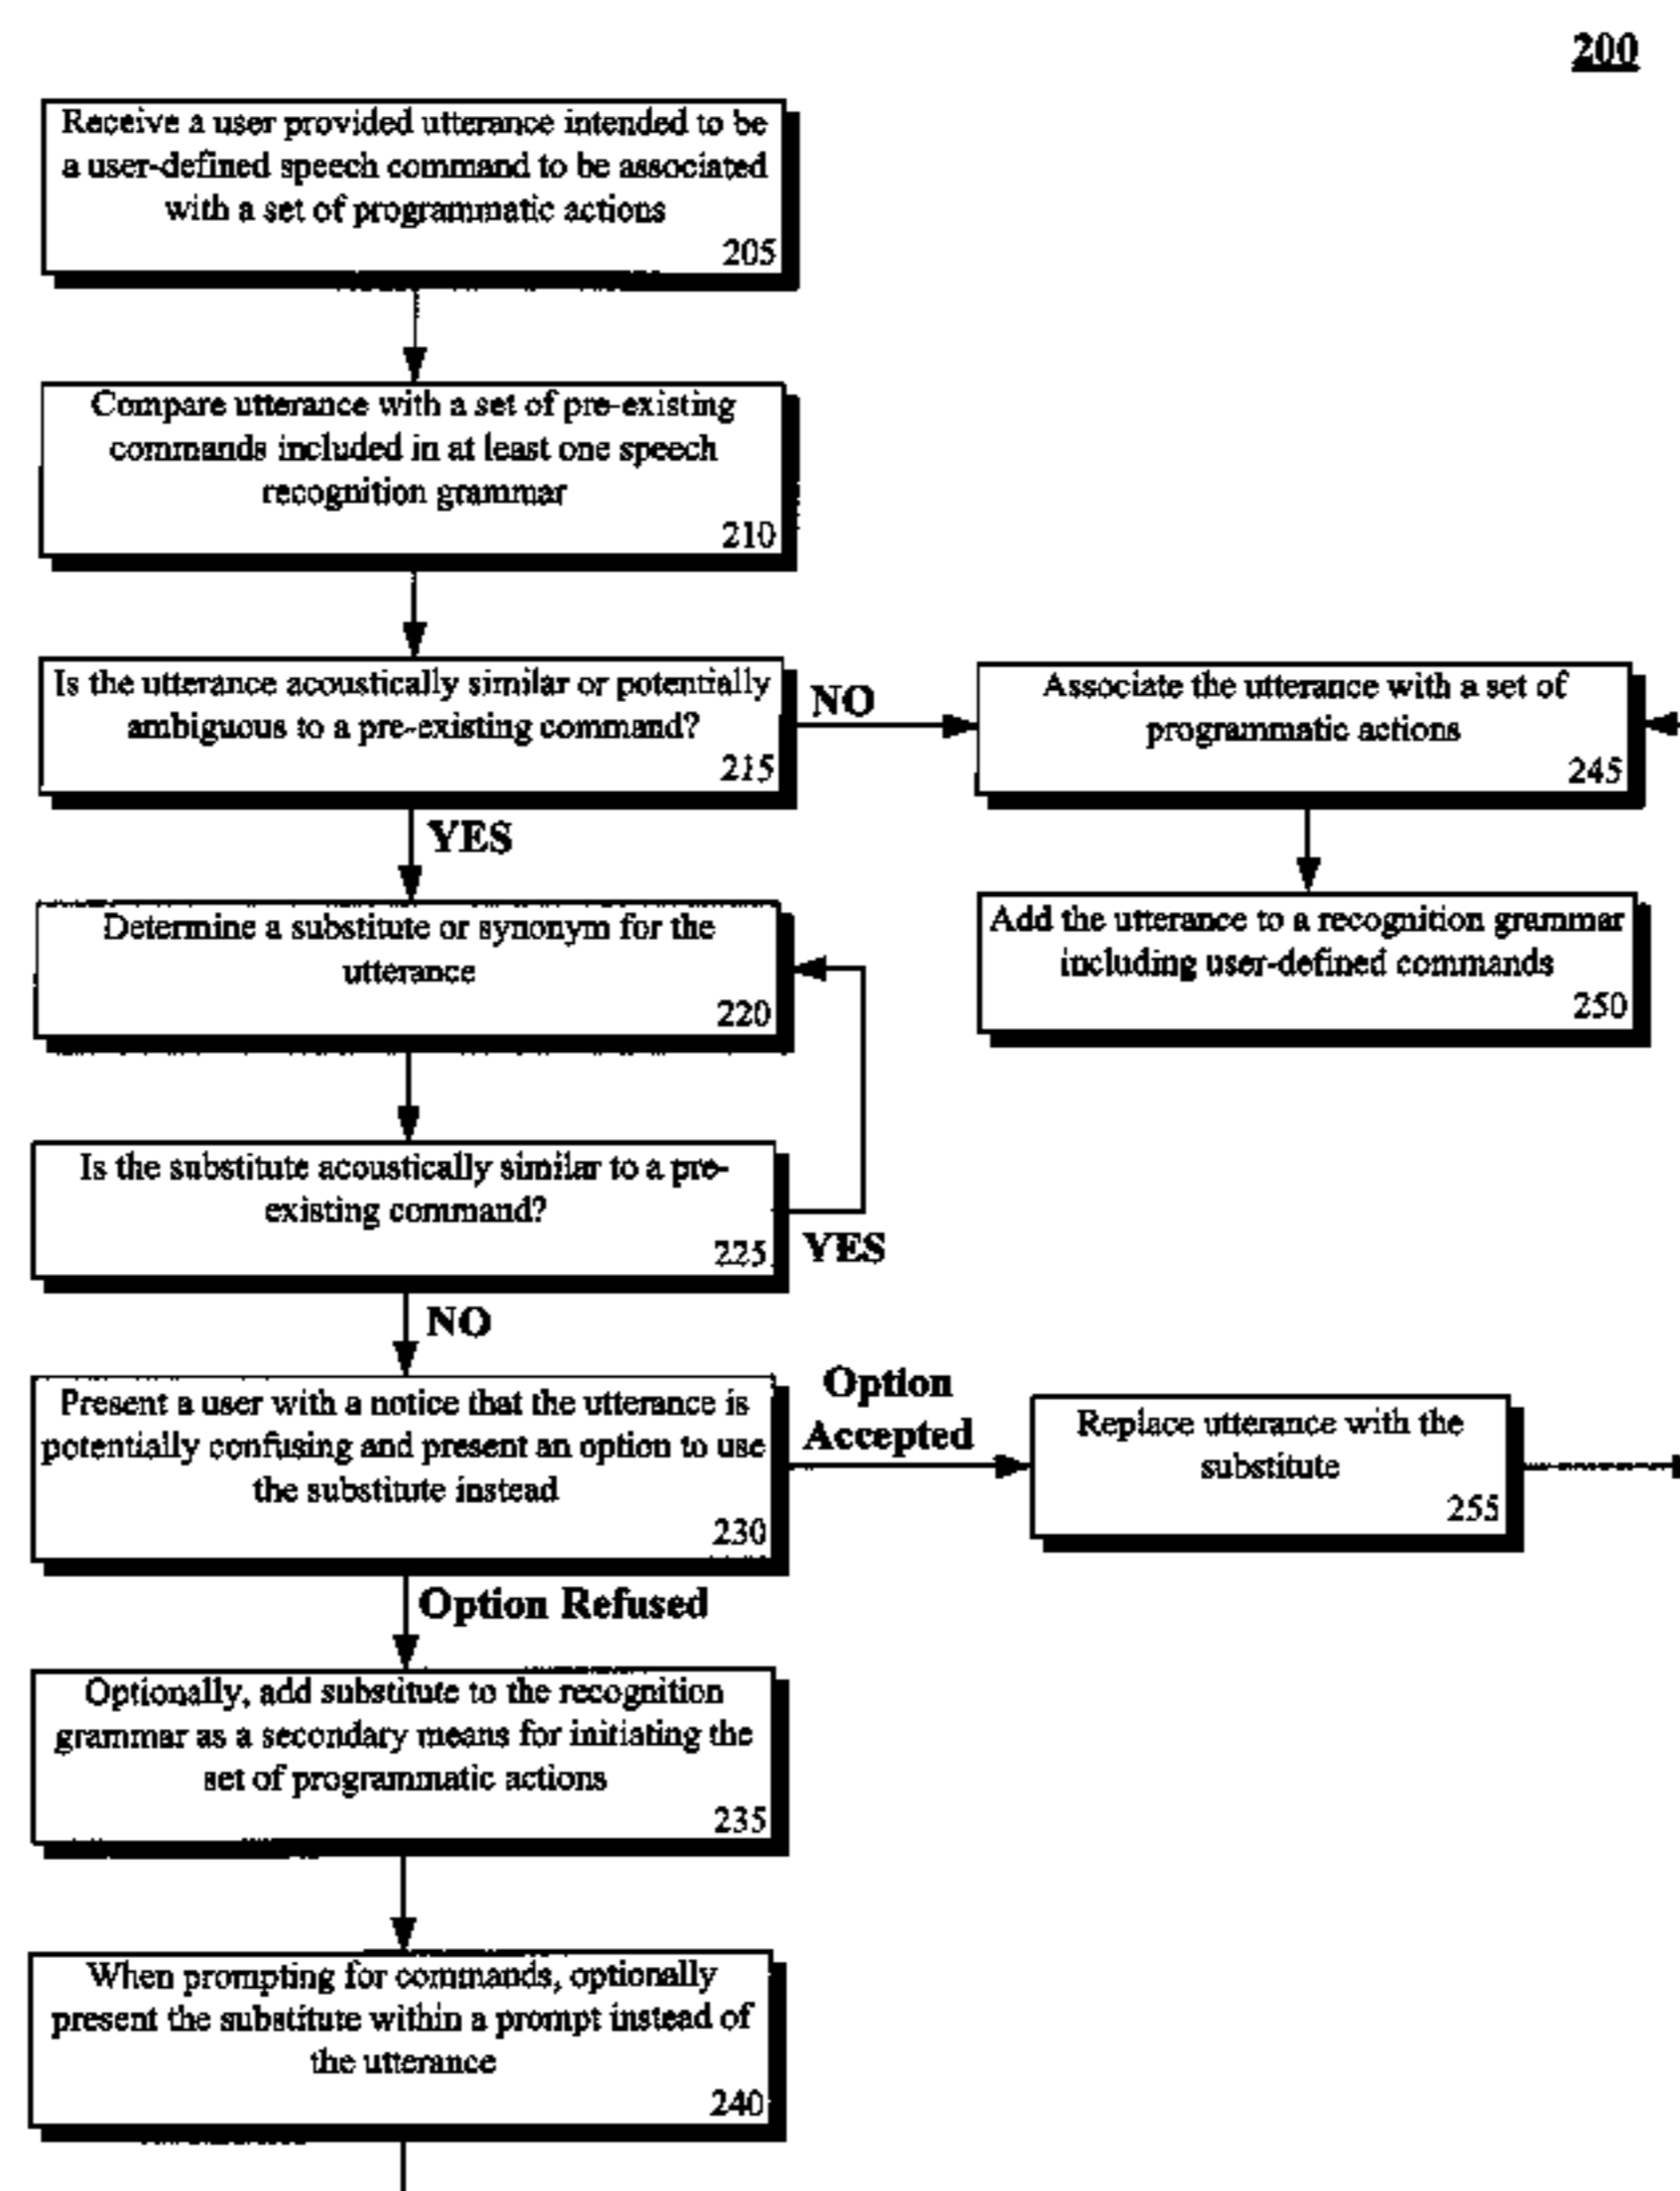 200
Receive a user provided utterance intended to be
a user-defined speech command to be associated
with a set of programmatic actions
205
Compare utterance with a set of pre-existing
commands included in at least one speech
recognition grammar
210
Is the utterance acoustically similar or potentially
ambiguous to a pre-existing command?
215
NO
Associate the utterance with a set of
programmatic actions
245
YES
Determine a substitute or synonym for the
utterance
220
Add the utterance to a recognition grammar
including user-defined commands
250
Is the substitute acoustically similar to a pre-
existing command?
225
YES
NO
Present a user with a notice that the utterance is
potentially confusing and present an option to use
the substitute instead
230
Option
Accepted
Replace utterance with the
substitute
255
Option Refused
Optionally, add substitute to the recognition
grammar as a secondary means for initiating the
set of programmatic actions
235
When prompting for commands, optionally
present the substitute within a prompt instead of
the utterance
240